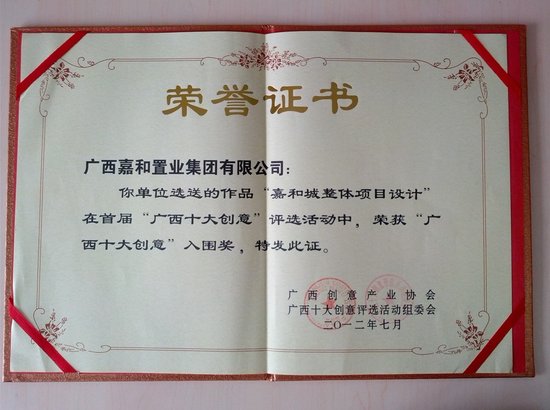 荣誉证书
广西嘉和置业集团有限公司：
你单位选送的作品“嘉和城整体项目设计”
在首届“广西十大创意”评选活动中，荣获“广
西十大创意”入围奖，特发此证。
广西创意产业协会
广西十大创意评选活动组委会
二〇一二年七月